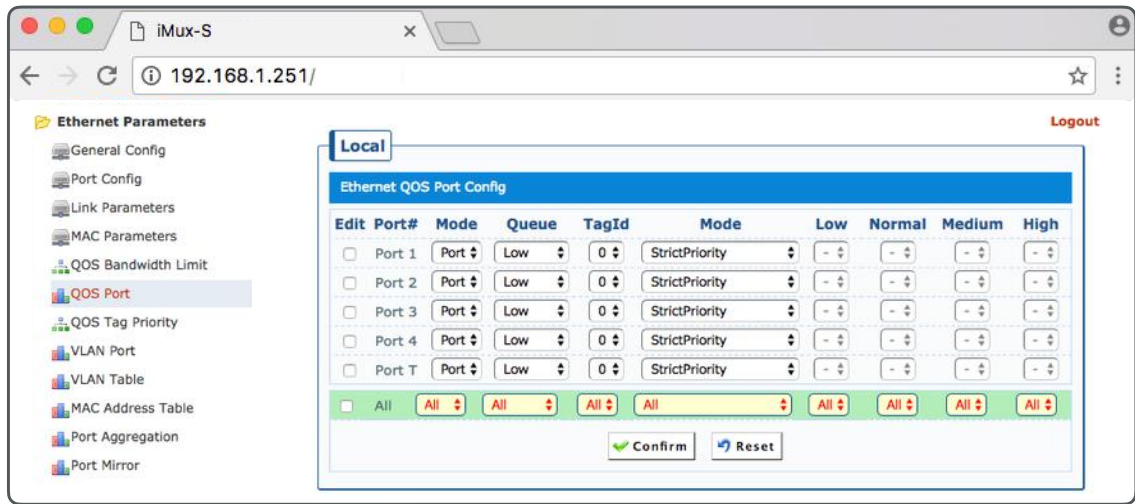 iMux-S
192.168.1.251/
Ethernet Parameters
General Config
Port Config
Link Parameters
MAC Parameters
QOS Bandwidth Limit
QOS Port
QOS Tag Priority
VLAN Port
VLAN Table
MAC Address Table
Port Aggregation
Port Mirror
Logout
Local
Ethernet QOS Port Config
Edit Port# Mode Queue TagId Mode Low Normal Medium High
Port 1 Port Low 0 StrictPriority - - - -
Port 2 Port Low 0 StrictPriority - - - -
Port 3 Port Low 0 StrictPriority - - - -
Port 4 Port Low 0 StrictPriority - - - -
Port T Port Low 0 StrictPriority - - - -
All All All All All All All All All
Confirm Reset